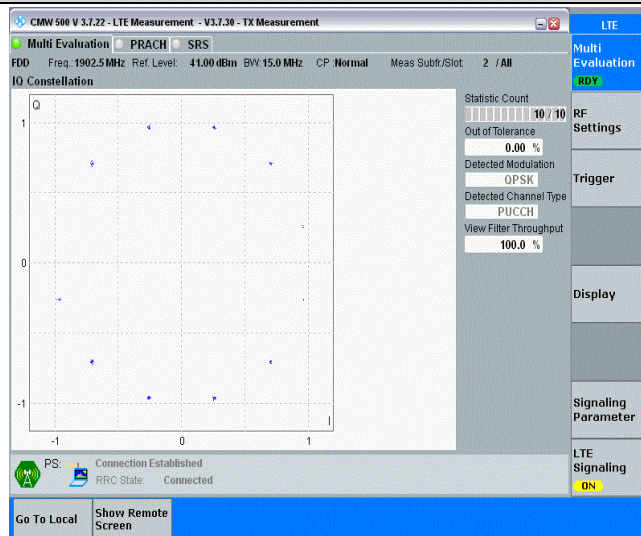 CMW 500 V 3.7.22 - LTE Measurement - V3.7.30 - TX Measurement
LTE
Multi Evaluation PRACH SRS
Multi
Evaluation
RDY
FDD Freq.:1902.5 MHz Ref. Level: 41.00 dBm BW:15.0 MHz CP :Normal Meas Subfr./Slot: 2 / All
IQ Constellation
Q
1
0
-1
-1 0 1
I
Statistic Count
10 / 10
Out of Tolerance
0.00 %
Detected Modulation
QPSK
Detected Channel Type
PUCCH
View Filter Throughput
100.0 %
RF
Settings
Trigger
Display
Signaling
Parameter
LTE
Signaling
ON
PS: Connection Established
RRC State: Connected
Go To Local
Show Remote
Screen